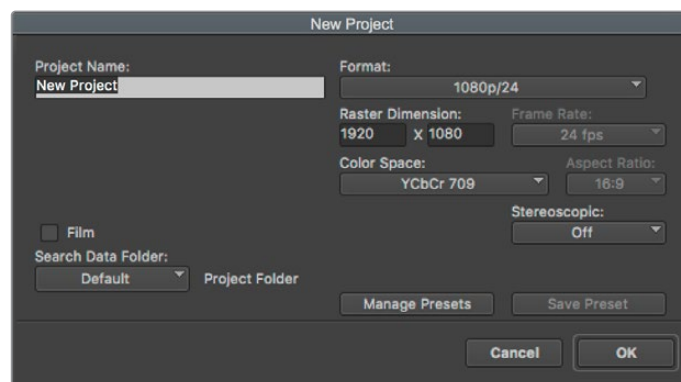 New Project
Project Name:
New Project
Format:
1080p/24
Raster Dimension:
1920 X 1080
Frame Rate:
24 fps
Color Space:
YCbCr 709
Aspect Ratio:
16:9
Stereoscopic:
Off
Film
Search Data Folder:
Default
Project Folder
Manage Presets
Save Preset
Cancel
OK